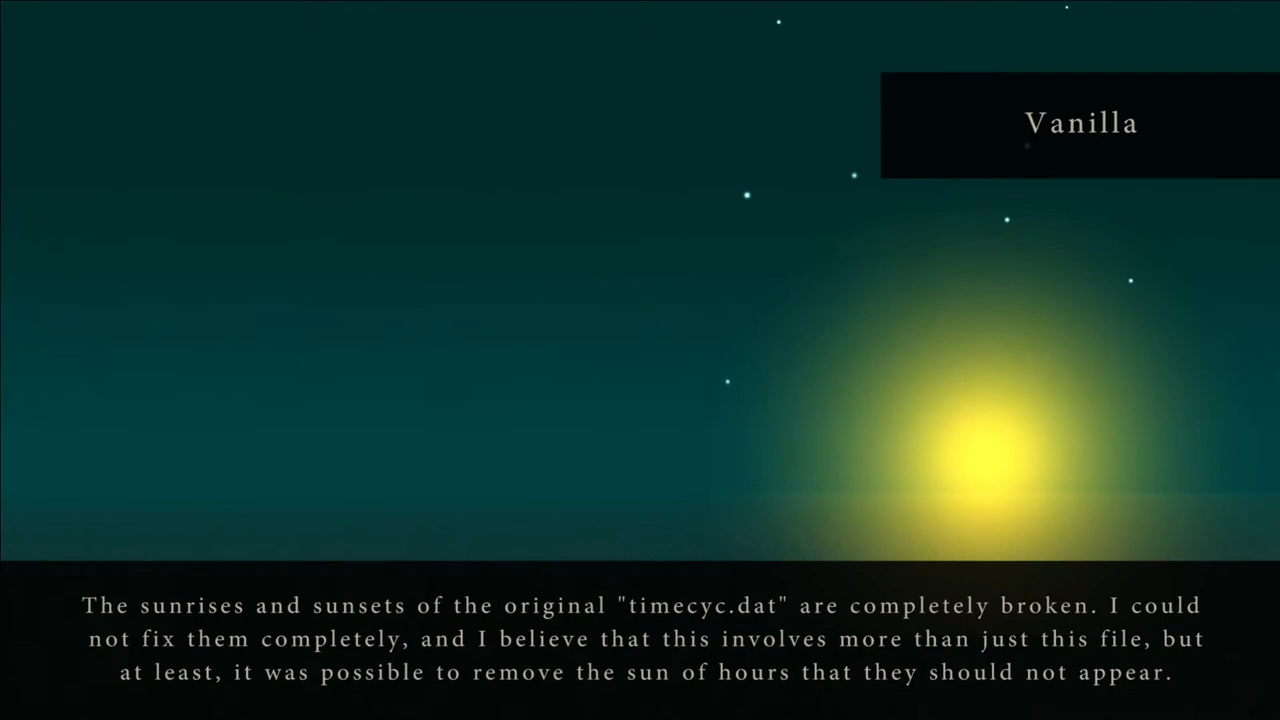 Vanilla
The sunrises and sunsets of the original "timecyc.dat" are completely broken. I could
not fix them completely, and I believe that this involves more than just this file, but
at least, it was possible to remove the sun of hours that they should not appear.